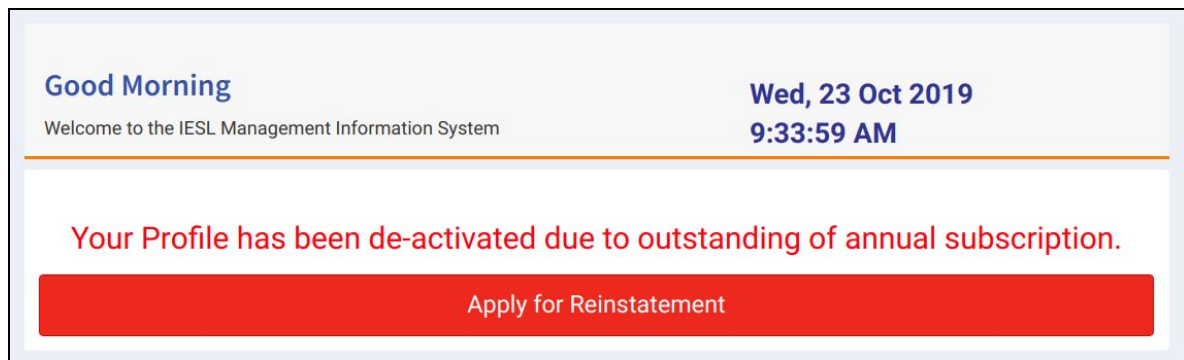 Good Morning
Welcome to the IESL Management Information System
Wed, 23 Oct 2019
9:33:59 AM
Your Profile has been de-activated due to outstanding of annual subscription.
Apply for Reinstatement